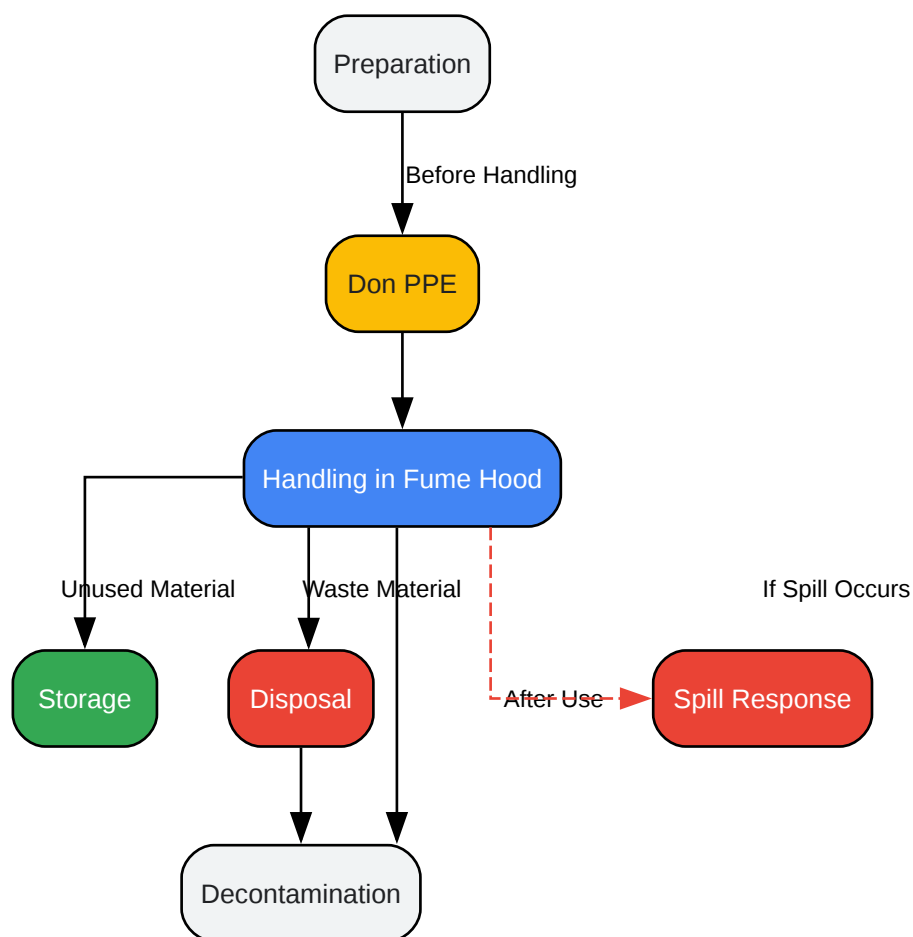 Preparation
Before Handling
Don PPE
Handling in Fume Hood
Unused Material
Waste Material
If Spill Occurs
Storage
Disposal
After Use
Spill Response
Decontamination